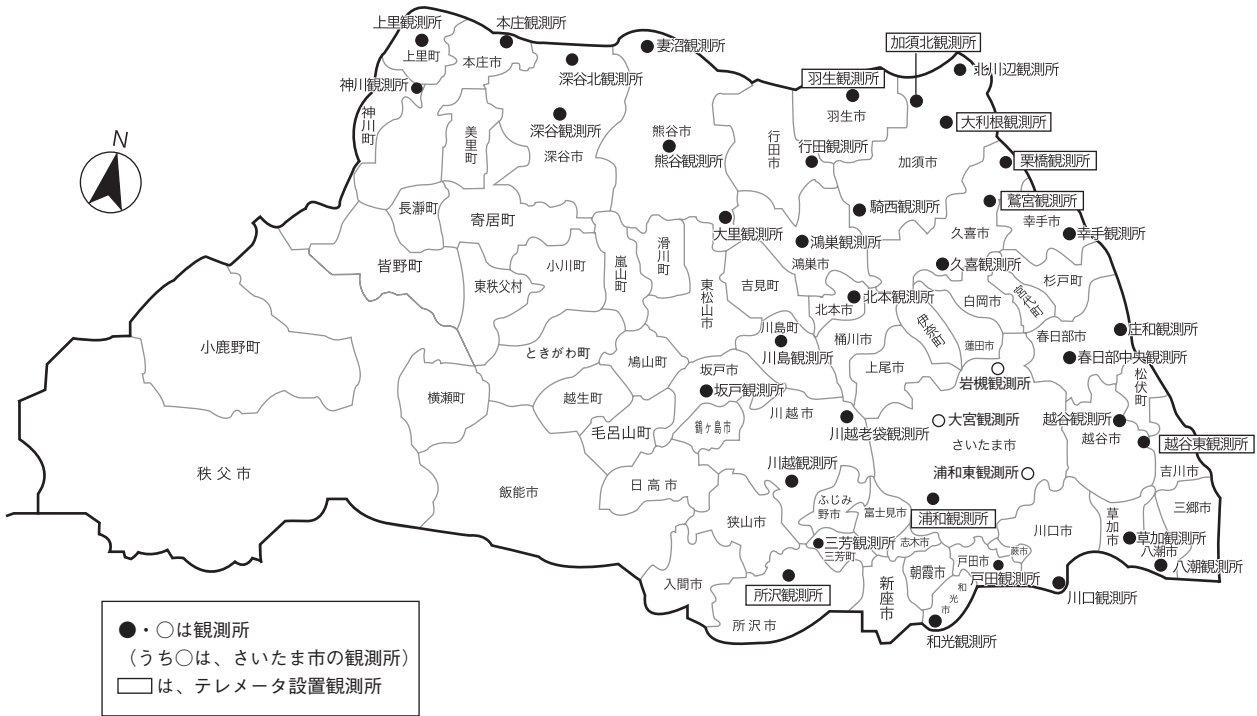 上里観測所
本庄観測所
妻沼観測所
加須北観測所
北川辺観測所
上里町
本庄市
深谷北観測所
羽生観測所
神川観測所
神川町
美里町
深谷観測所
深谷市
熊谷市
熊谷観測所
行田市
行田観測所
羽生市
大利根観測所
加須市
栗橋観測所
N
長瀞町
寄居町
大里観測所
騎西観測所
鷲宮観測所
幸手市
幸手観測所
鴻巣観測所
鴻巣市
久喜市
久喜観測所
皆野町
東秩父村
小川町
嵐山町
滑川町
東松山市
吉見町
北本市
北本観測所
白岡市
宮代町
杉戸町
伊奈町
小鹿野町
ときがわ町
鳩山町
川島町
川島観測所
桶川市
蓮田市
春日部市
庄和観測所
春日部中央観測所
松伏町
横瀬町
越生町
坂戸市
坂戸観測所
上尾市
岩槻観測所
毛呂山町
鶴ヶ島市
川越市
川越老袋観測所
大宮観測所
さいたま市
越谷観測所
越谷市
越谷東観測所
秩父市
飯能市
日高市
川越観測所
浦和東観測所
吉川市
狭山市
ふじみ
野市
富士見市
浦和観測所
川口市
草加市
三郷市
三芳観測所
三芳町
志木市
戸田市
蕨市
戸田観測所
草加観測所
八潮市
八潮観測所
入間市
所沢観測所
所沢市
新座市
朝霞市
和光市
和光観測所
川口観測所
●・○は観測所
(うち○は、さいたま市の観測所)
は、テレメータ設置観測所